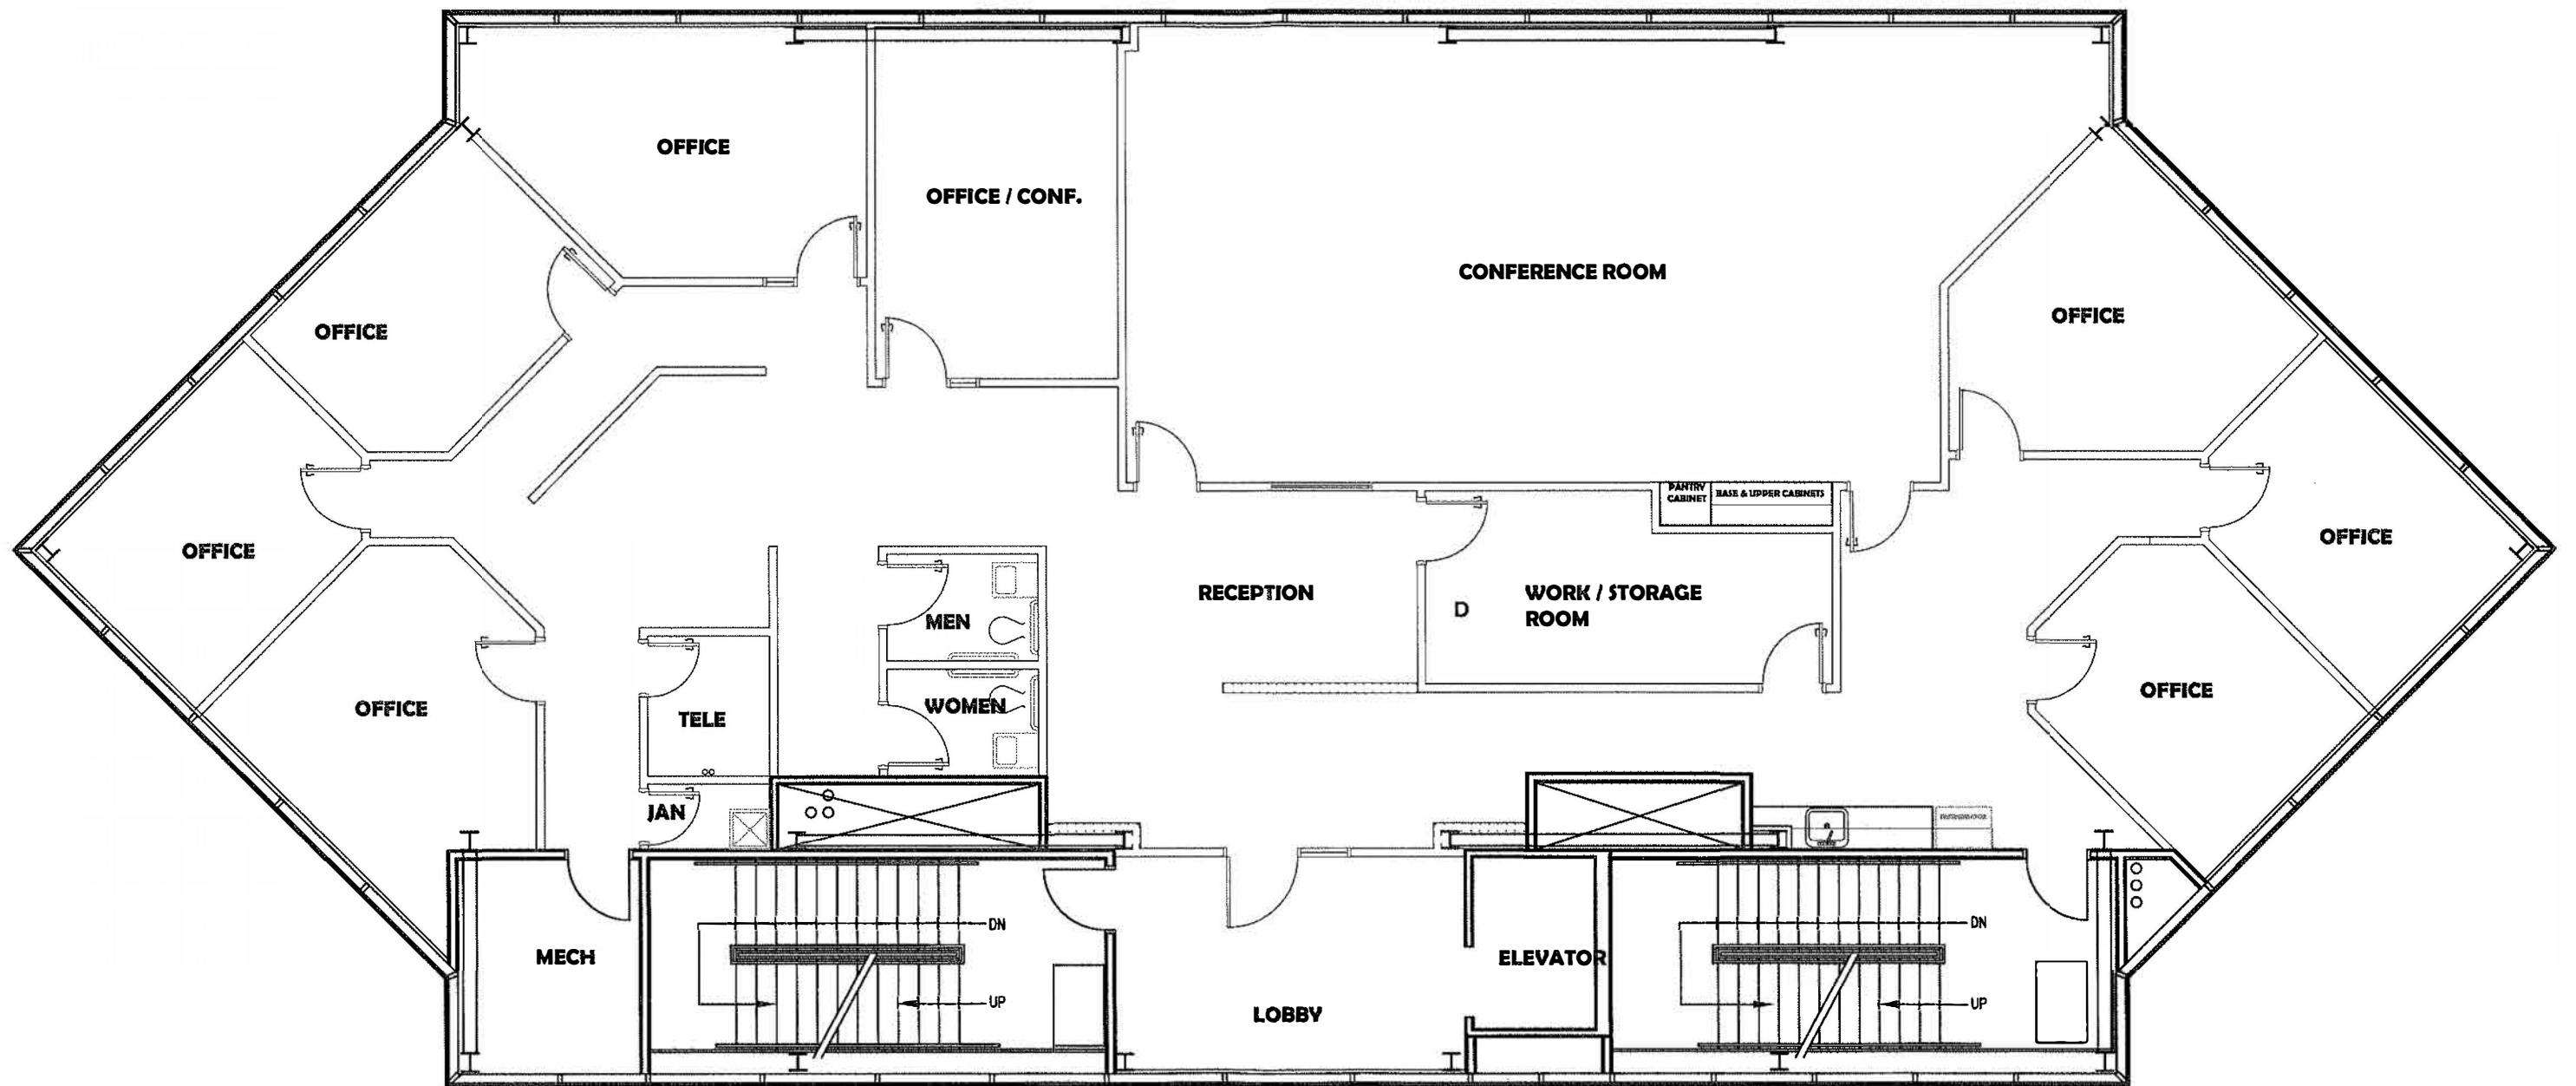 OFFICE
OFFICE / CONF.
CONFERENCE ROOM
OFFICE
OFFICE
PANTRY
CABINET
BASE & UPPER CABINETS
OFFICE
OFFICE
RECEPTION
D
WORK / STORAGE
ROOM
MEN
OFFICE
WOMEN
TELE
OFFICE
JAN
DN
DN
MECH
ELEVATOR
UP
UP
LOBBY